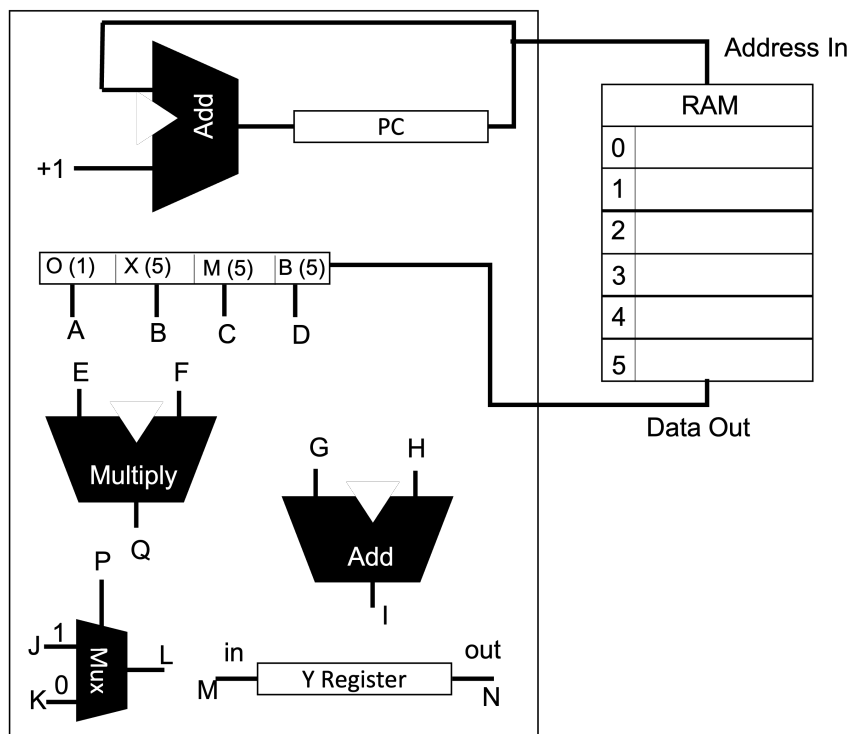 Address In
RAM
Add
PC
+1
0
1
2
3
4
5
O (1) X (5) M (5) B (5)
A B C D
Data Out
E F
Multiply
Q
G H
Add
I
P
J 1
K 0
Mux
L
in out
M Y Register N